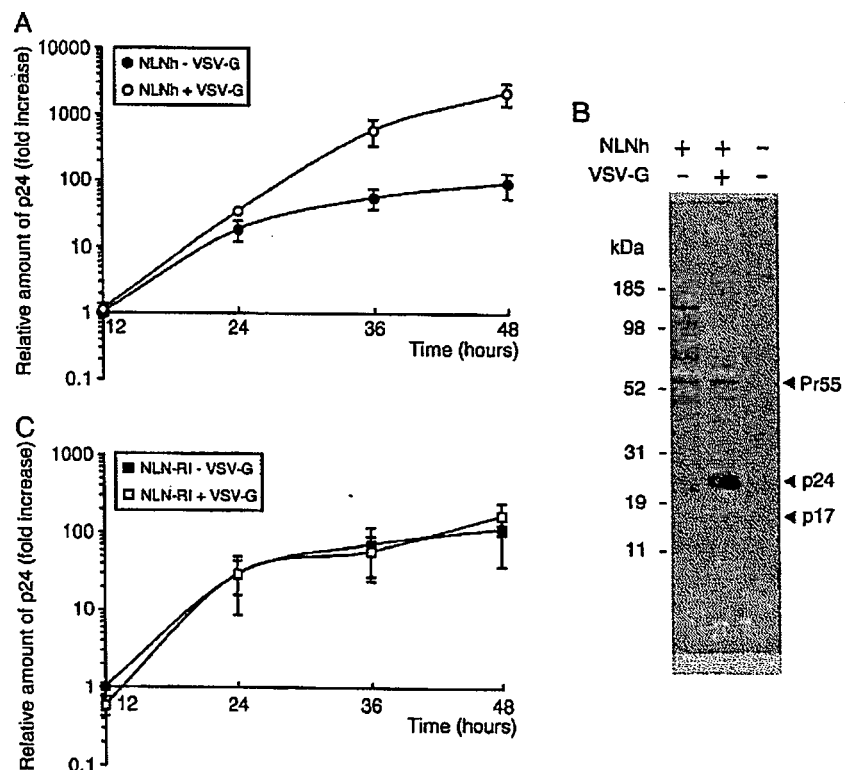 A
Relative amount of p24 (fold increase)
10000
1000
100
10
1
0.1
NLNh - VSV-G
NLNh + VSV-G
12
24
36
48
Time (hours)
B
NLNh + + -
VSV-G - + -
kDa
185
98
52
31
19
11
Pr55
p24
p17
C
Relative amount of p24 (fold increase)
1000
100
10
1
0.1
NLN-RI - VSV-G
NLN-RI + VSV-G
12
24
36
48
Time (hours)